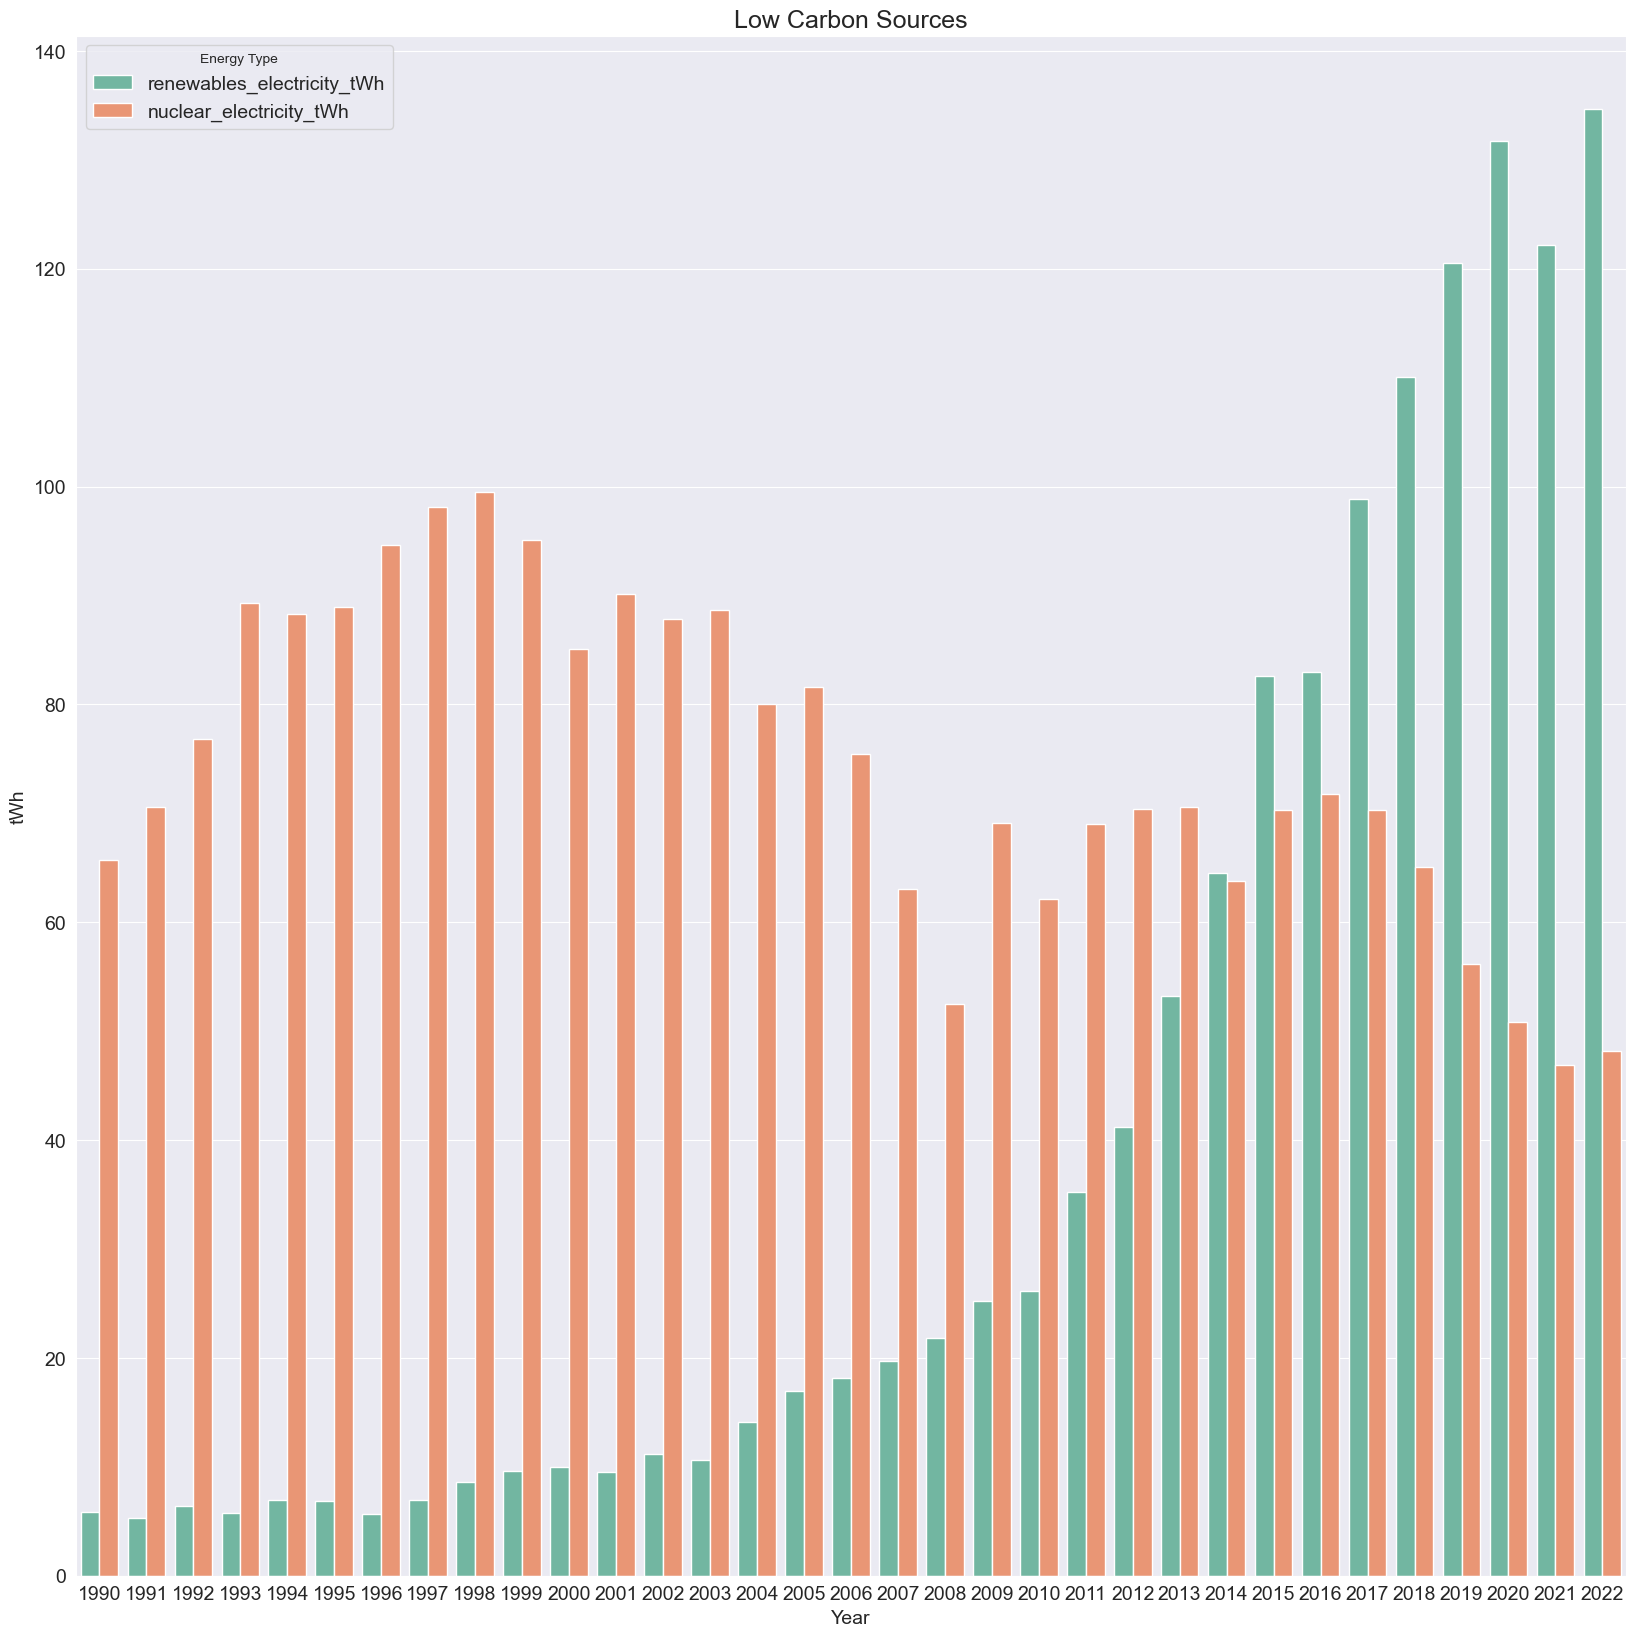 Low Carbon Sources
Energy Type
renewables_electricity_tWh
nuclear_electricity_tWh
140
120
100
80
60
40
20
0
tWh
1990 1991 1992 1993 1994 1995 1996 1997 1998 1999 2000 2001 2002 2003 2004 2005 2006 2007 2008 2009 2010 2011 2012 2013 2014 2015 2016 2017 2018 2019 2020 2021 2022
Year